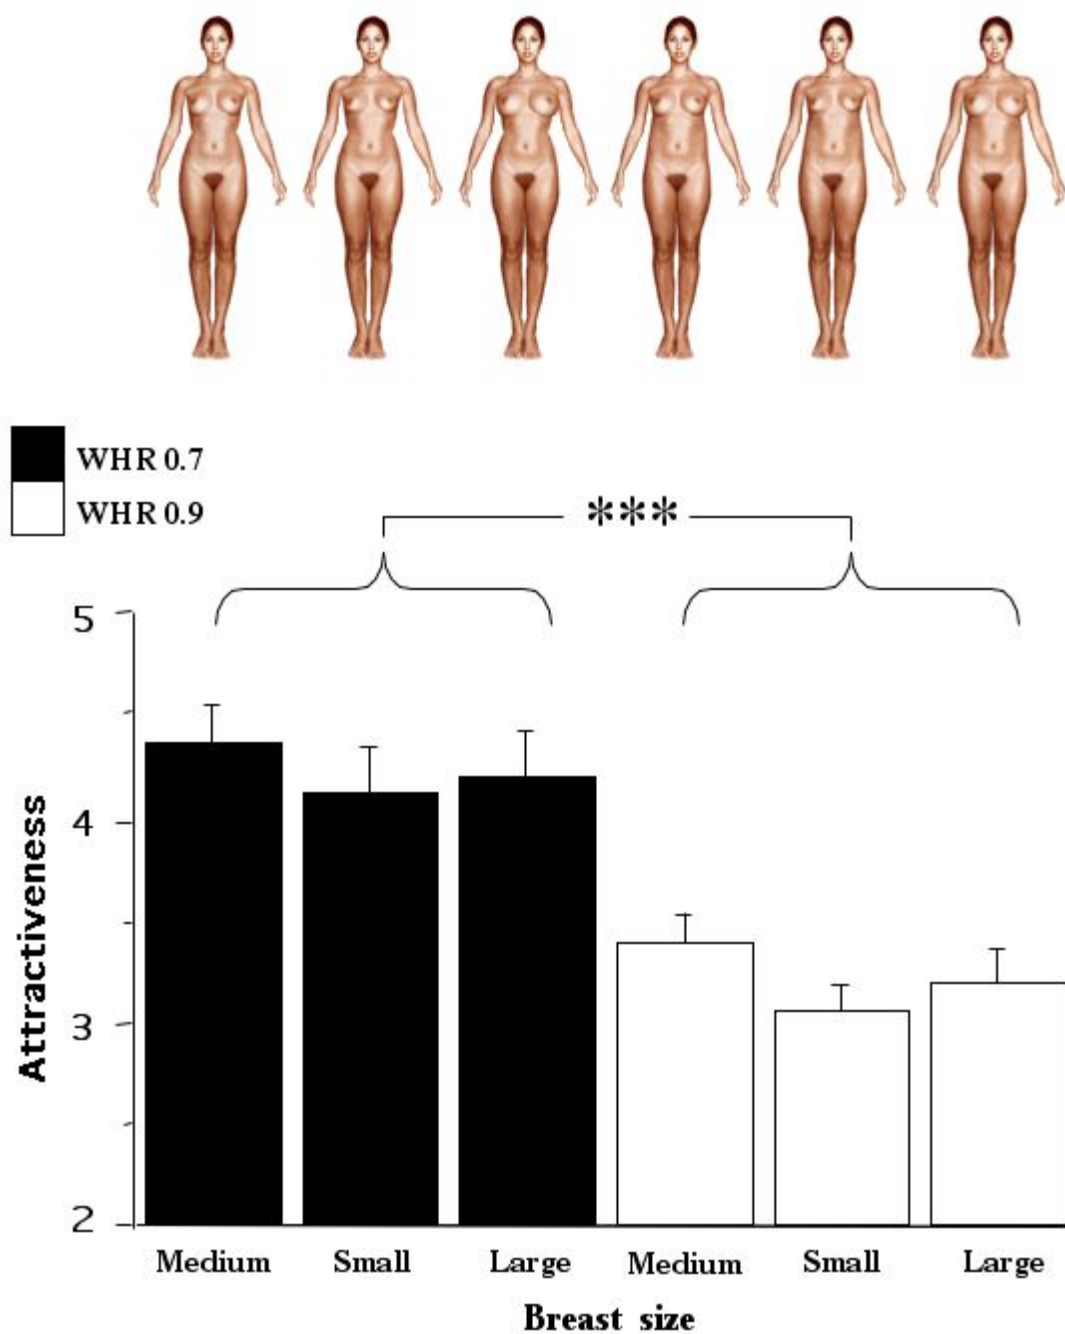 WHR 0.7
WHR 0.9
***
5
4
3
2
Attractiveness
Medium Small Large Medium Small Large
Breast size